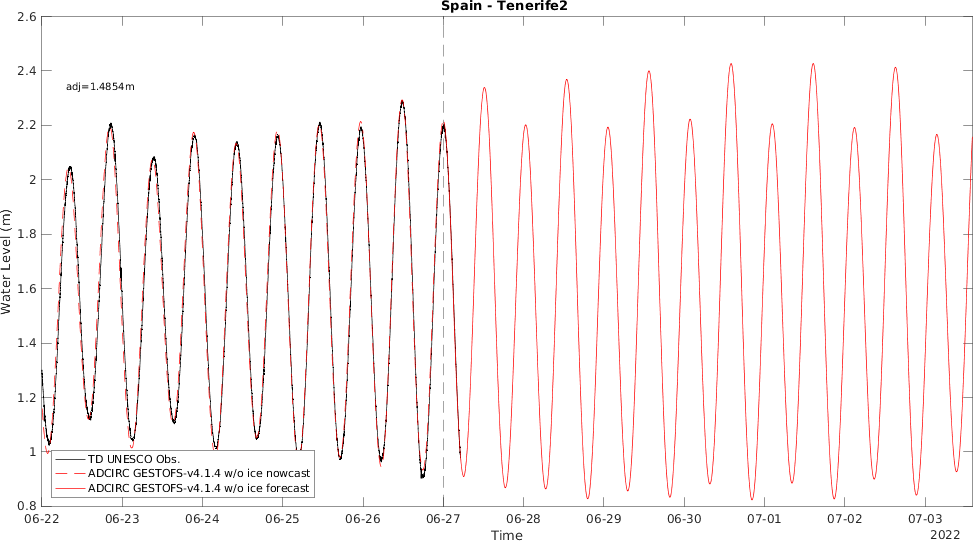 Spain - Tenerife2
2.6
2.4
adj=1.4854m
2.2
2
1.8
Water Level (m)
1.6
1.4
1.2
1
TD UNESCO Obs.
ADCIRC GESTOFS-v4.1.4 w/o ice nowcast
ADCIRC GESTOFS-v4.1.4 w/o ice forecast
0.8
06-22 06-23 06-24 06-25 06-26 06-27 06-28 06-29 06-30 07-01 07-02 07-03
Time
2022